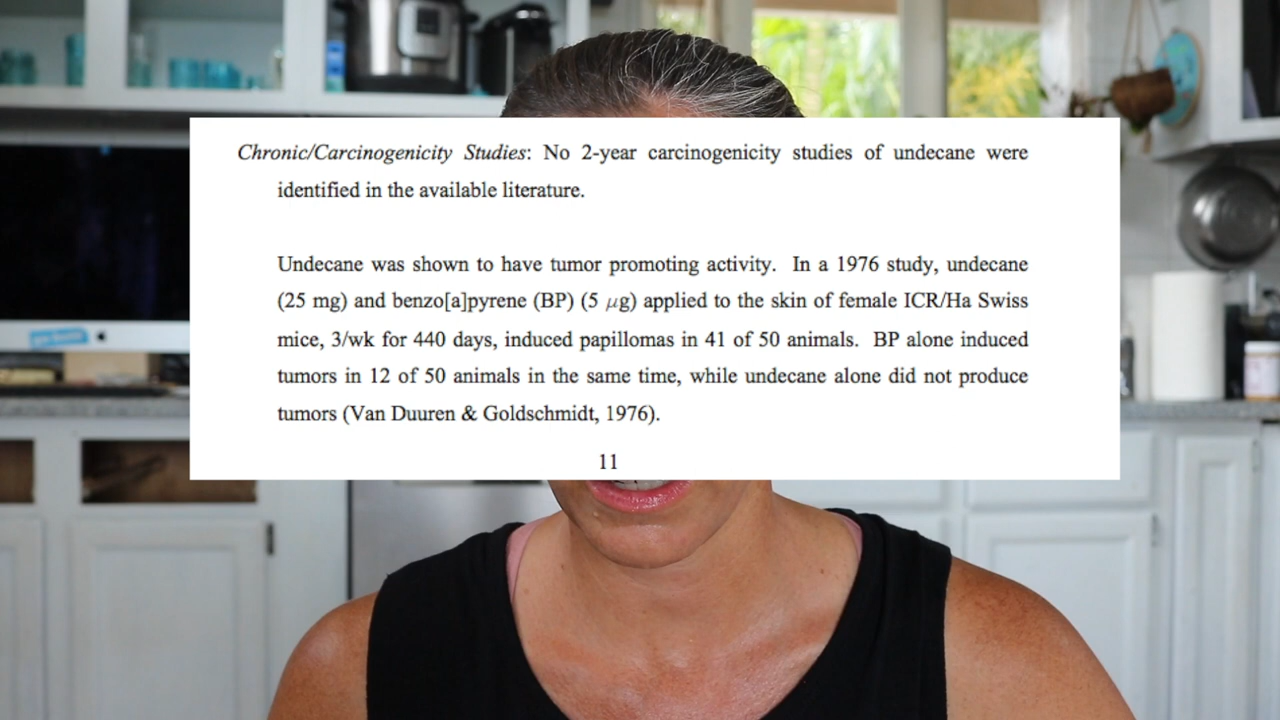 Chronic/Carcinogenicity Studies: No 2-year carcinogenicity studies of undecane were
identified in the available literature.
Undecane was shown to have tumor promoting activity. In a 1976 study, undecane
(25 mg) and benzo[a]pyrene (BP) (5 μg) applied to the skin of female ICR/Ha Swiss
mice, 3/wk for 440 days, induced papillomas in 41 of 50 animals. BP alone induced
tumors in 12 of 50 animals in the same time, while undecane alone did not produce
tumors (Van Duuren & Goldschmidt, 1976).
11